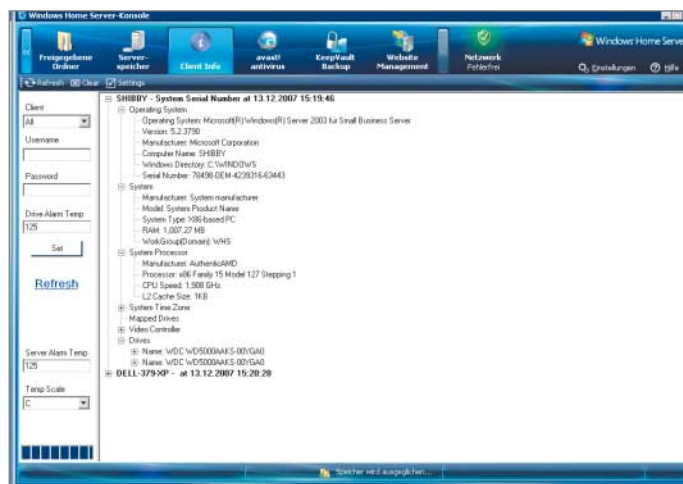 Windows Home Server-Konsole
Freigegebene Ordner
Server-speicher
Client Info
avast! antivirus
KeepVault Backup
Website Management
Netzwerk
Fehlerfrei
Windows Home Serve
Einstellungen
Hilfe
Refresh Clear Settings
Client
All
Username
Password
Drive Alarm Temp
125
Set
Refresh
Server Alarm Temp
125
Temp Scale
C
SHIBBY - System Serial Number at 13.12.2007 15:19:46
Operating System
Operating System: Microsoft(R) Windows(R) Server 2003 für Small Business Server
Version: 5.2.3790
Manufacturer: Microsoft Corporation
Computer Name: SHIBBY
Windows Directory: C:\WINDOWS
Serial Number: 78498-OEM-4239316-63443
System
Manufacturer: System manufacturer
Model: System Product Name
System Type: X86-based PC
RAM: 1,007.27 MB
WorkGroup(Domain): WHS
System Processor
Manufacturer: AuthenticAMD
Processor: x86 Family 15 Model 127 Stepping 1
CPU Speed: 1,908 GHz
L2 Cache Size: 1KB
System Time Zone
Mapped Drives
Video Controller
Drives
Name: WDC WD5000AAKS-00YGA0
Name: WDC WD5000AAKS-00YGA0
DELL-379-XP - at 13.12.2007 15:20:20
Speicher wird ausgeglichen...